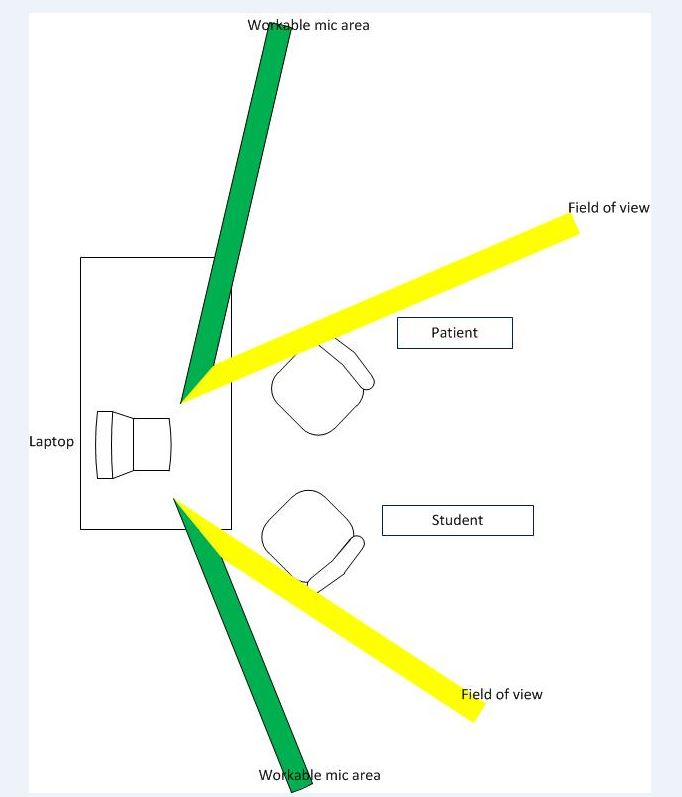 Workable mic area
Field of view
Patient
Laptop
Student
Field of view
Workable mic area